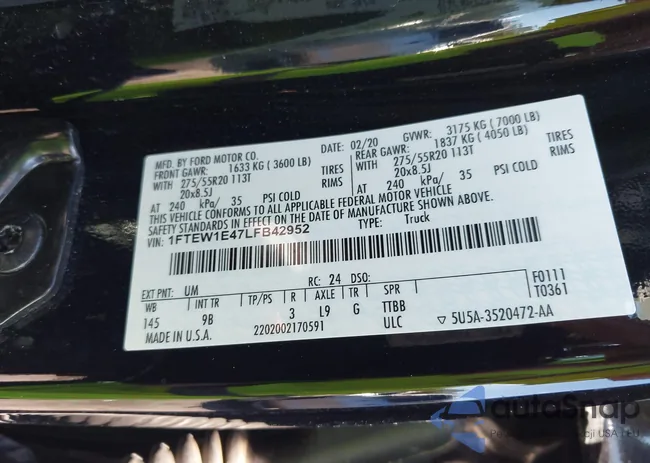 MFD. BY FORD MOTOR CO.
DATE: 02/20 GVWR: 3175 KG ( 7000 LB)
FRONT GAWR: 1633 KG ( 3600 LB) REAR GAWR: 1837 KG ( 4050 LB)
WITH 275/55R20 113T TIRES WITH 275/55R20 113T TIRES
20x8.5J RIMS 20x8.5J RIMS
AT 240 kPa/ 35 PSI COLD AT 240 kPa/ 35 PSI COLD
THIS VEHICLE CONFORMS TO ALL APPLICABLE FEDERAL MOTOR VEHICLE
SAFETY STANDARDS IN EFFECT ON THE DATE OF MANUFACTURE SHOWN ABOVE.
VIN: 1FTEW1E47LFB42952 TYPE: Truck
EXT PNT: UM RC: 24 DSO: F0111
WB INT TR TP/PS R AXLE TR SPR T0361
145 9B 3 L9 G TTBB
MADE IN U.S.A. 2202002170591 ULC ▽ 5U5A-3520472-AA
autoSnap